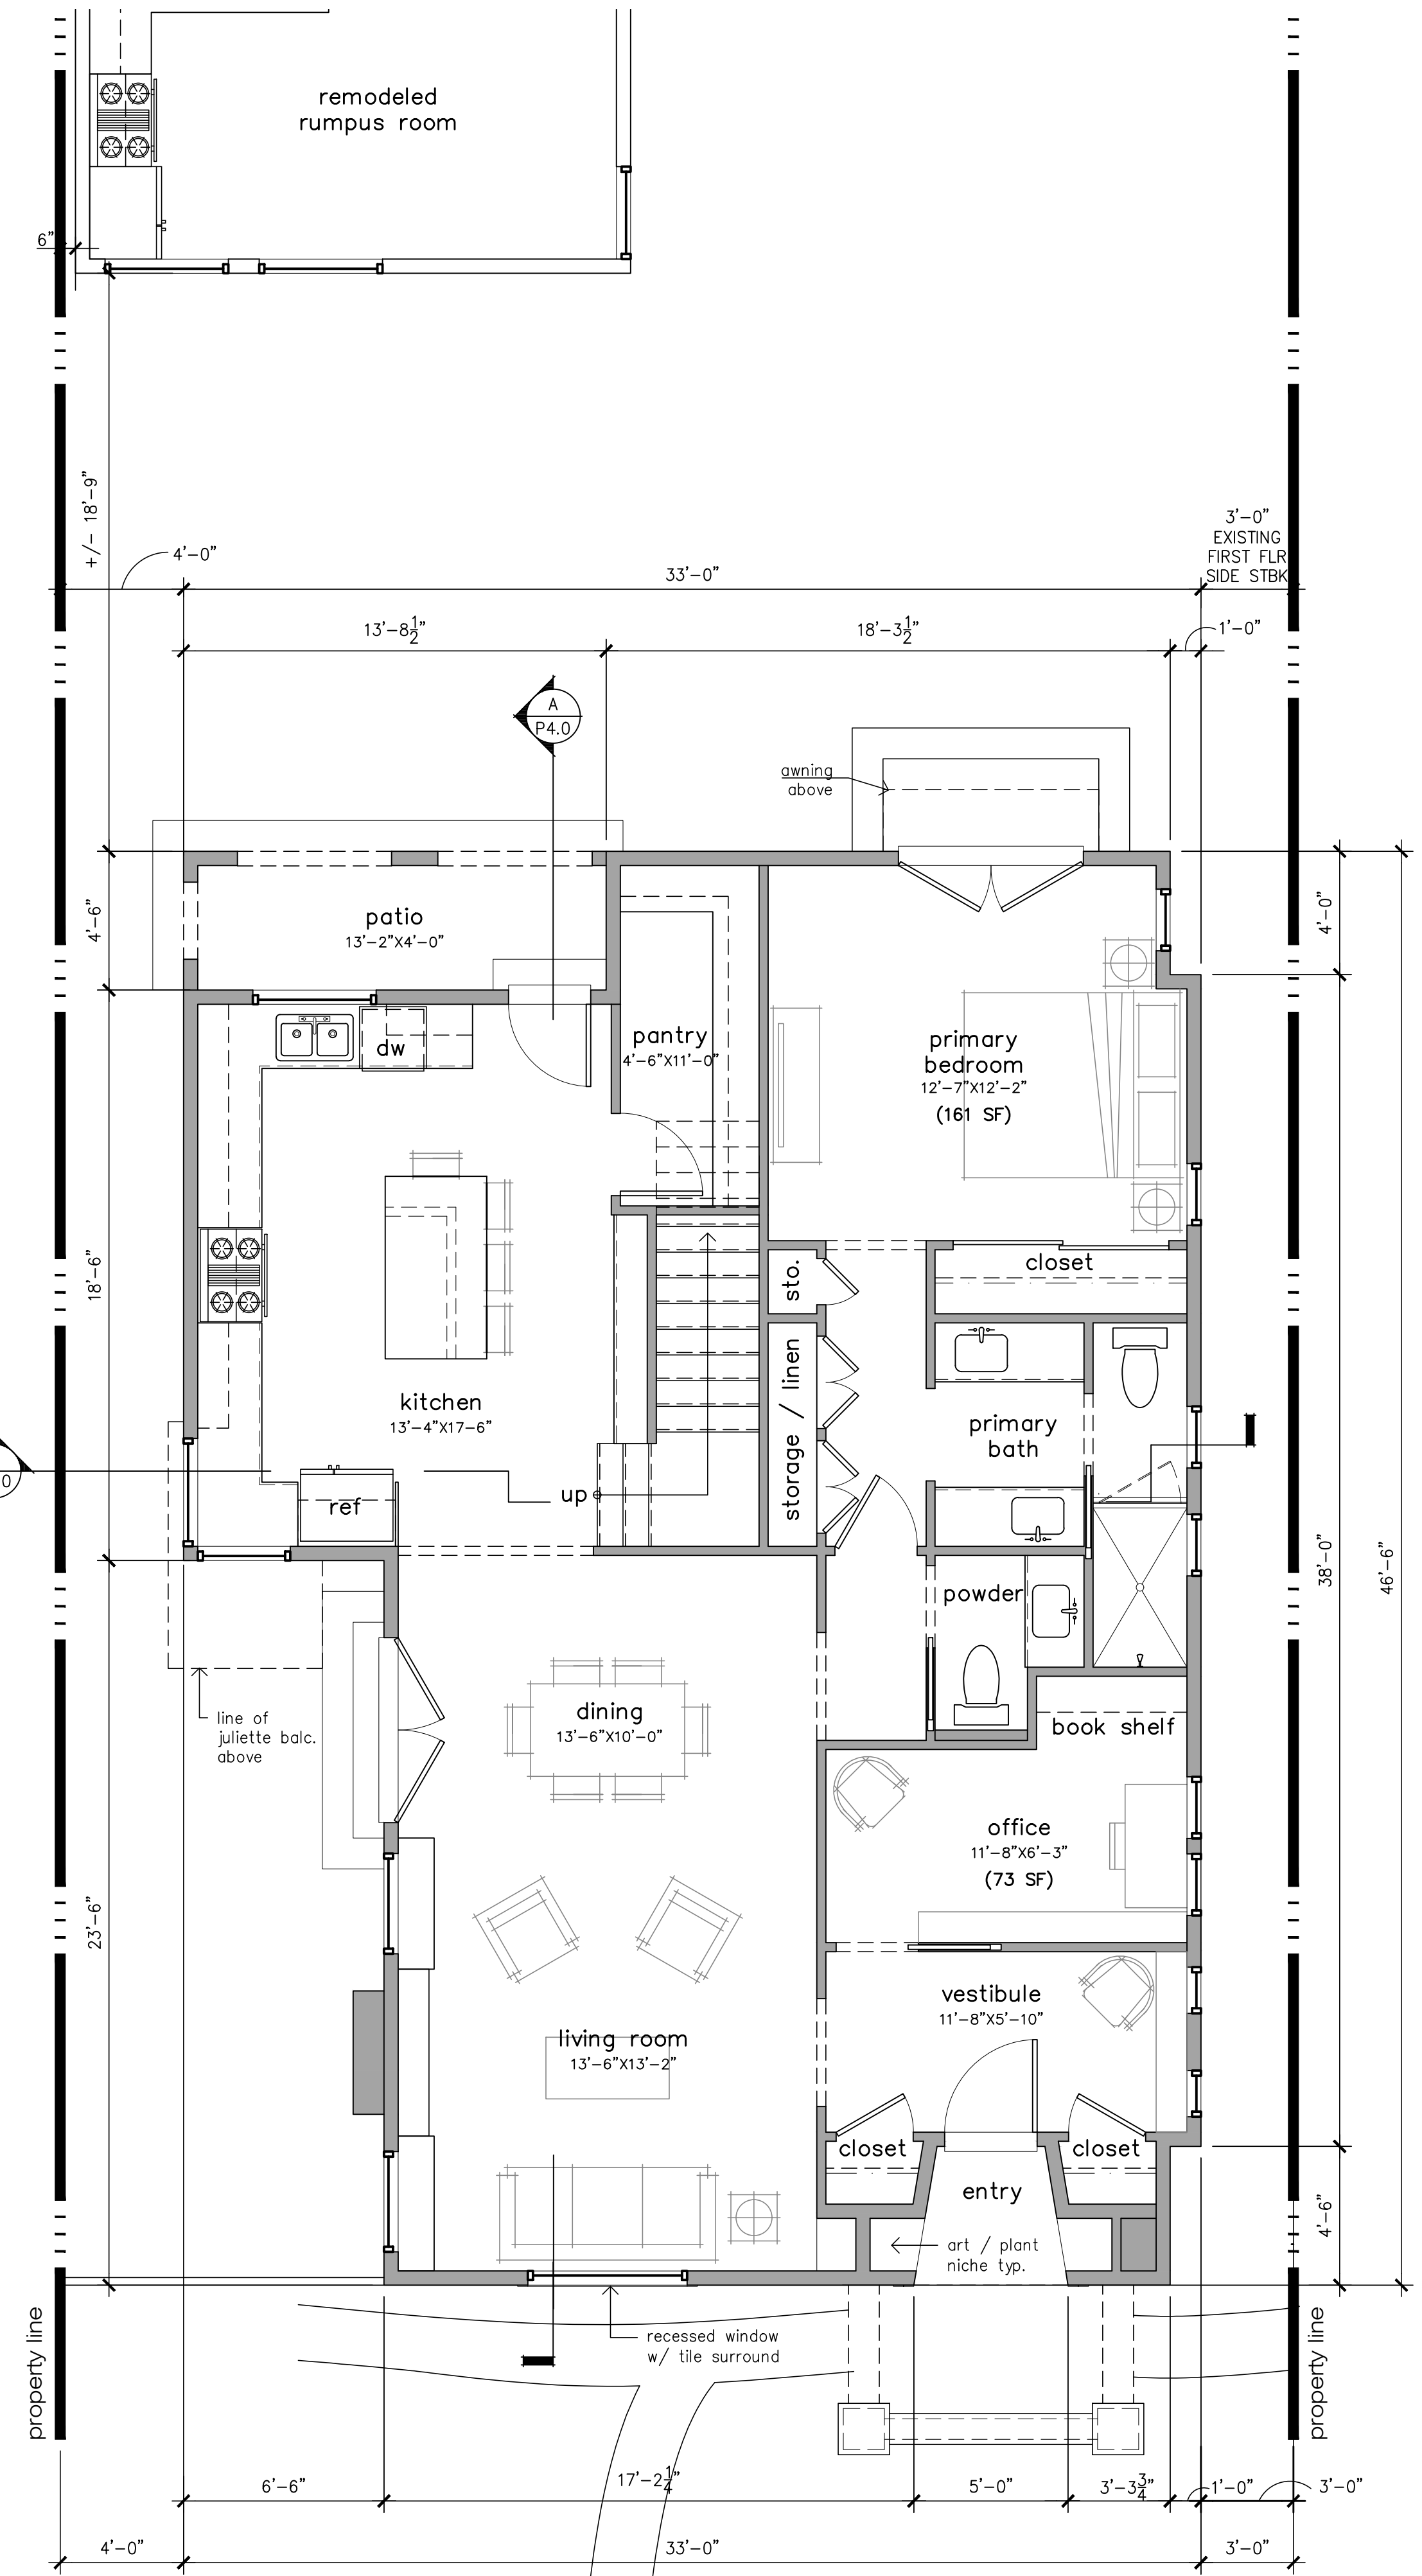 remodeled
rumpus room
6"
+/- 18'-9"
4'-0"
33'-0"
3'-0"
EXISTING
FIRST FLR
SIDE STBK
13'-8½"
18'-3½"
1'-0"
A
P4.0
awning
above
4'-6"
patio
13'-2"X4'-0"
4'-0"
dw
pantry
4'-6"X11'-0"
primary
bedroom
12'-7"X12'-2"
(161 SF)
18'-6"
sto.
closet
kitchen
13'-4"X17-6"
storage / linen
primary
bath
0
ref
up
38'-0"
46'-6"
powder
line of
juliette balc.
above
dining
13'-6"X10'-0"
book shelf
office
11'-8"X6'-3"
(73 SF)
23'-6"
vestibule
11'-8"X5'-10"
living room
13'-6"X13'-2"
closet
closet
entry
4'-6"
art / plant
niche typ.
recessed window
w/ tile surround
property line
property line
6'-6"
17'-2¼"
5'-0"
3'-3¾"
1'-0"
3'-0"
4'-0"
33'-0"
3'-0"